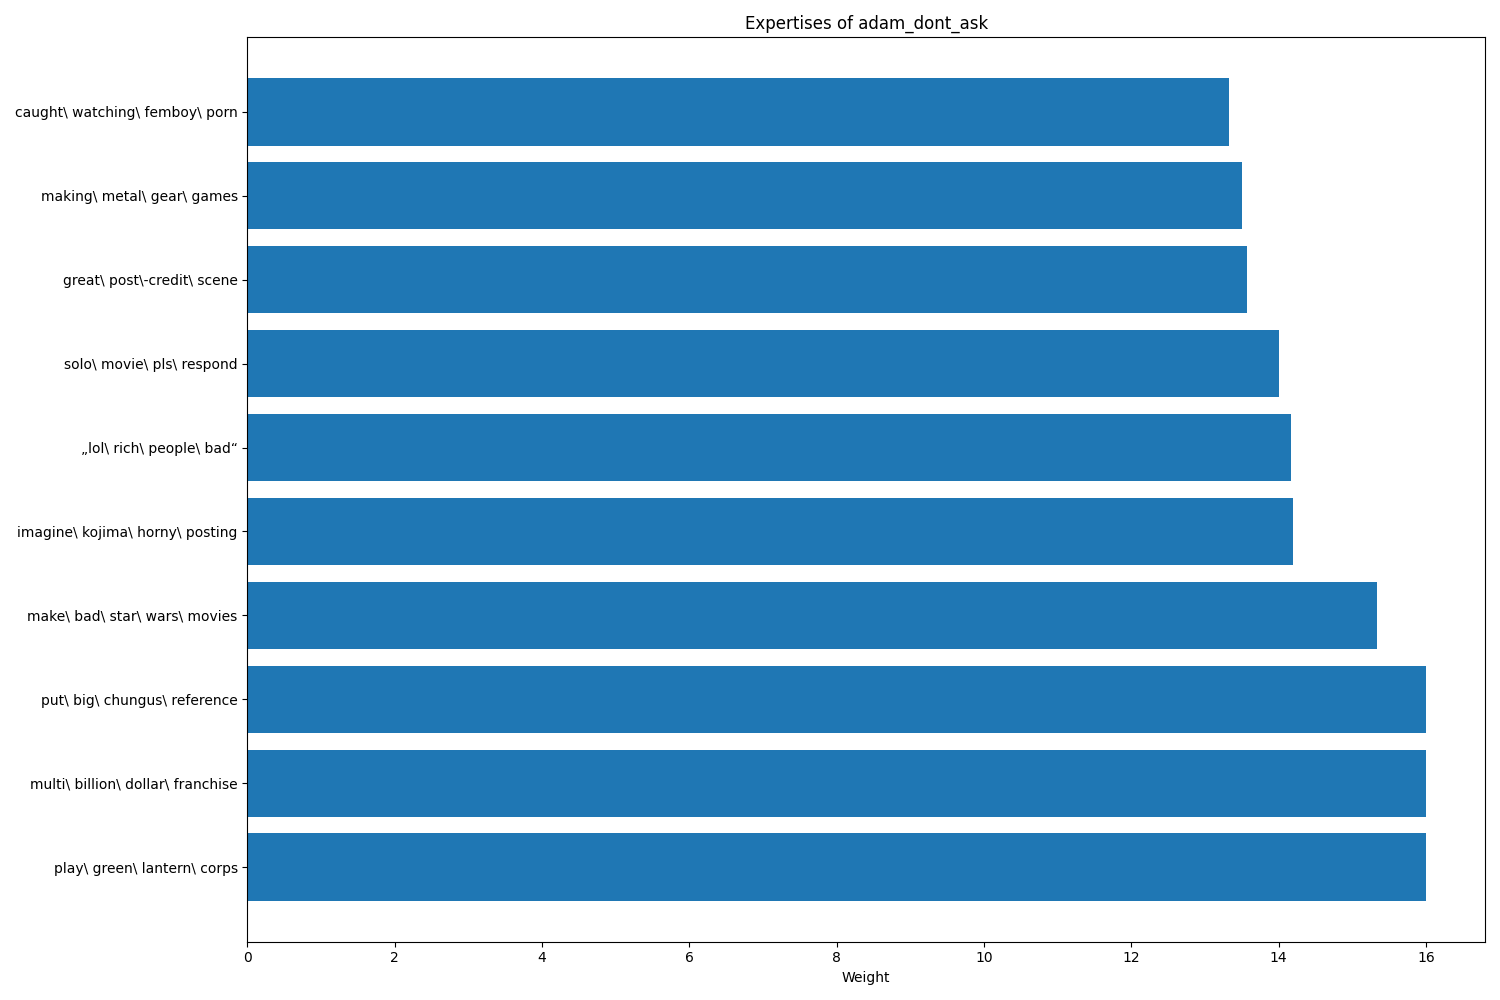 Expertises of adam_dont_ask
caught\ watching\ femboy\ porn
making\ metal\ gear\ games
great\ post\-credit\ scene
solo\ movie\ pls\ respond
„lol\ rich\ people\ bad“
imagine\ kojima\ horny\ posting
make\ bad\ star\ wars\ movies
put\ big\ chungus\ reference
multi\ billion\ dollar\ franchise
play\ green\ lantern\ corps
0 2 4 6 8 10 12 14 16
Weight